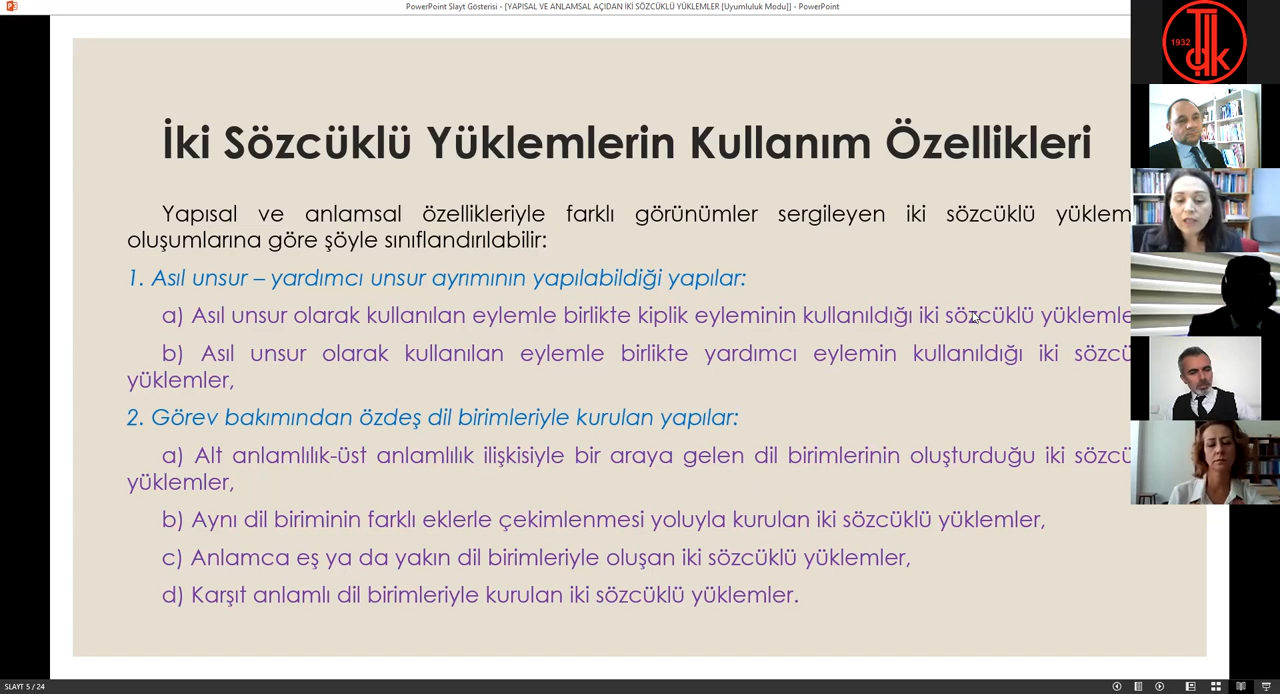 PowerPoint Slayt Gösterisi - [YAPISAL VE ANLAMSAL AÇIDAN İKİ SÖZCÜKLÜ YÜKLEMLER [Uyumluluk Modu]] - PowerPoint
1932
İki Sözcüklü Yüklemlerin Kullanım Özellikleri
Yapısal ve anlamsal özellikleriyle farklı görünümler sergileyen iki sözcüklü yüklem
oluşumlarına göre şöyle sınıflandırılabilir:
1. Asıl unsur – yardımcı unsur ayrımının yapılabildiği yapılar:
a) Asıl unsur olarak kullanılan eylemle birlikte kiplik eyleminin kullanıldığı iki sözcüklü yüklemle
b) Asıl unsur olarak kullanılan eylemle birlikte yardımcı eylemin kullanıldığı iki sözcü
yüklemler,
2. Görev bakımından özdeş dil birimleriyle kurulan yapılar:
a) Alt anlamlılık-üst anlamlılık ilişkisiyle bir araya gelen dil birimlerinin oluşturduğu iki sözcü
yüklemler,
b) Aynı dil biriminin farklı eklerle çekimlenmesi yoluyla kurulan iki sözcüklü yüklemler,
c) Anlamca eş ya da yakın dil birimleriyle oluşan iki sözcüklü yüklemler,
d) Karşıt anlamlı dil birimleriyle kurulan iki sözcüklü yüklemler.
SLAYT 5 / 24